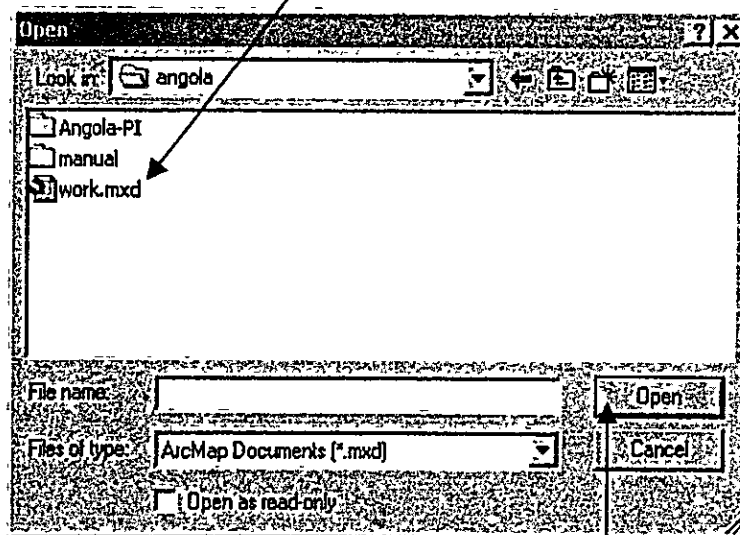 Open
Look in: angola
Angola-PI
manual
work.mxd
File name: Open
Files of type: ArcMap Documents (*.mxd) Cancel
Open as read-only